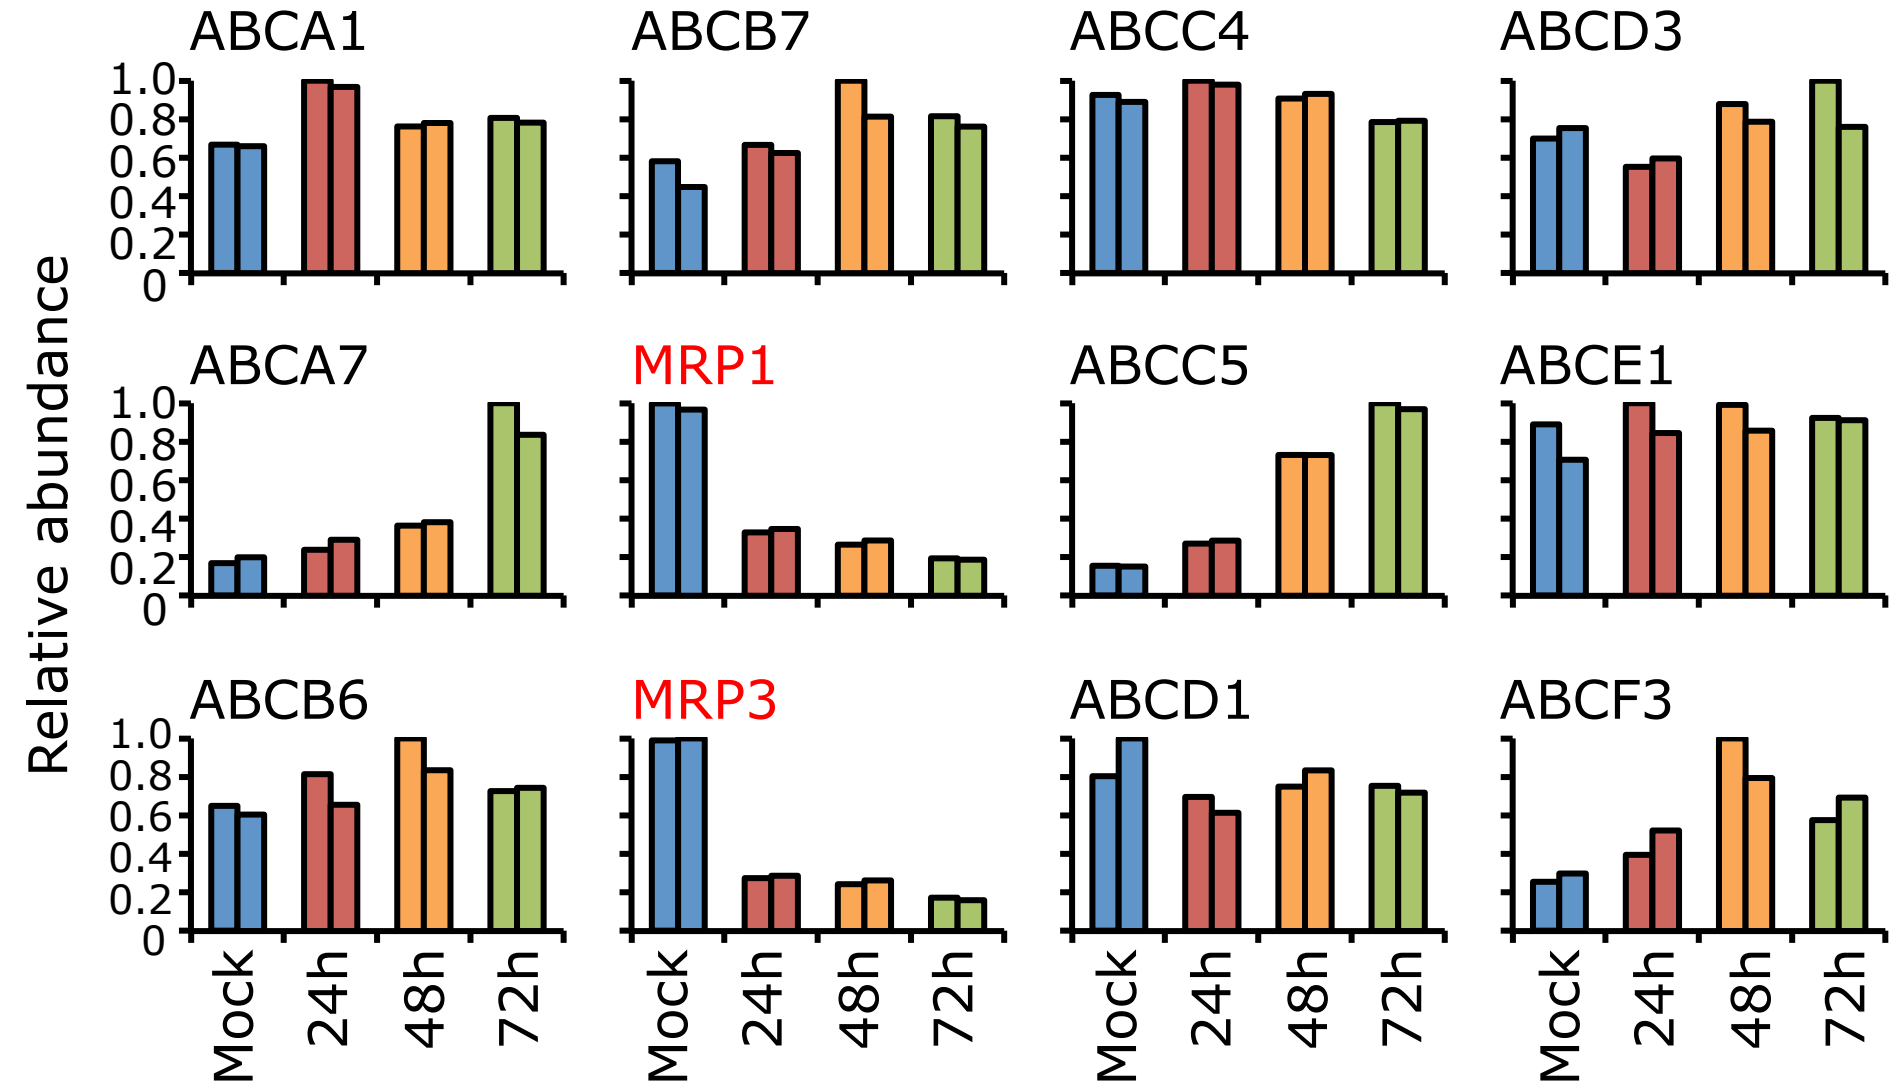 ABCA1
ABCB7
ABCC4
ABCD3
1.0
0.8
0.6
0.4
0.2
0
Relative abundance
ABCA7
MRP1
ABCC5
ABCE1
1.0
0.8
0.6
0.4
0.2
0
ABCB6
MRP3
ABCD1
ABCF3
1.0
0.8
0.6
0.4
0.2
0
Mock 24h 48h 72h
Mock 24h 48h 72h
Mock 24h 48h 72h
Mock 24h 48h 72h